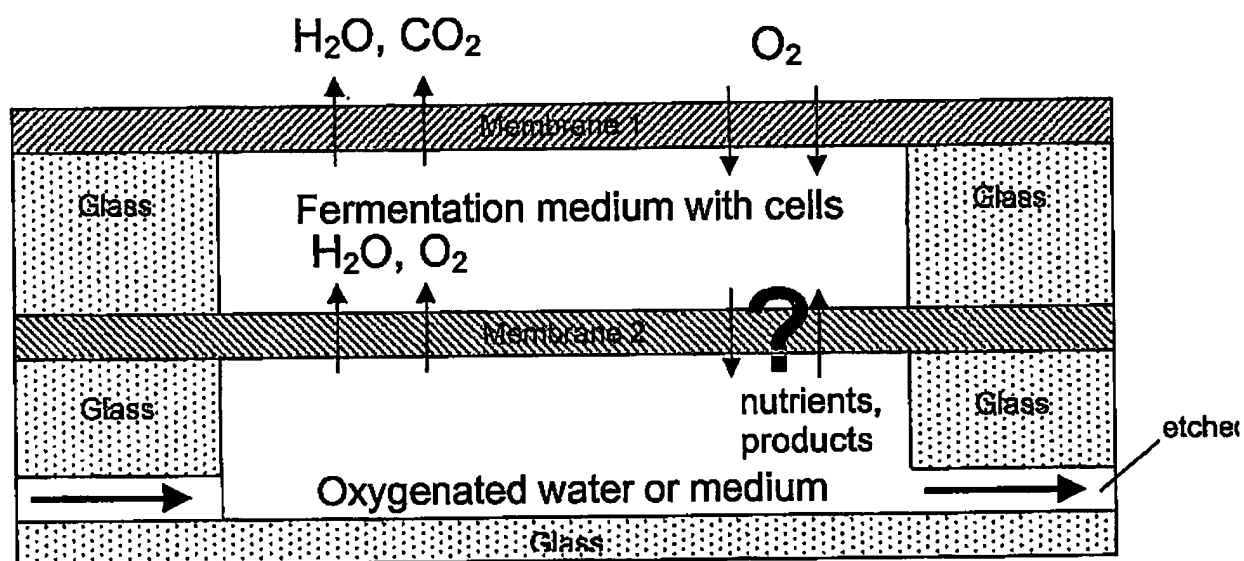 H₂O, CO₂
O₂
Membrane 1
Glass
Glass
Fermentation medium with cells
H₂O, O₂
?
Membrane 2
Glass
Glass
nutrients,
products
etched
Oxygenated water or medium
Glass